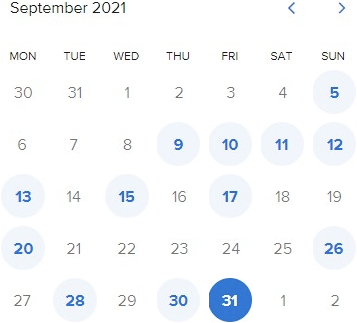 September 2021
MON TUE WED THU FRI SAT SUN
30 31 1 2 3 4 5
6 7 8 9 10 11 12
13 14 15 16 17 18 19
20 21 22 23 24 25 26
27 28 29 30 31 1 2